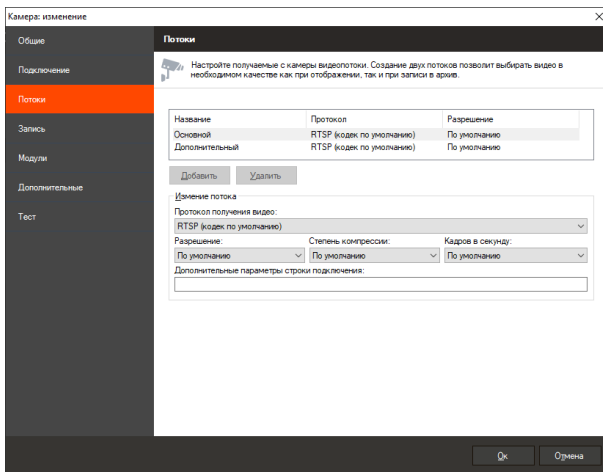 Камера: изменение
Общие
Подключение
Потоки
Запись
Модули
Дополнительные
Тест
Потоки
Настройте получаемые с камеры видеопотоки. Создание двух потоков позволит выбирать видео в
необходимом качестве как при отображении, так и при записи в архив.
Название Протокол Разрешение
Основной RTSP (кодек по умолчанию) По умолчанию
Дополнительный RTSP (кодек по умолчанию) По умолчанию
Добавить Удалить
Измение потока
Протокол получения видео:
RTSP (кодек по умолчанию)
Разрешение: Степень компрессии: Кадров в секунду:
По умолчанию По умолчанию По умолчанию
Дополнительные параметры строки подключения:
Ок Отмена